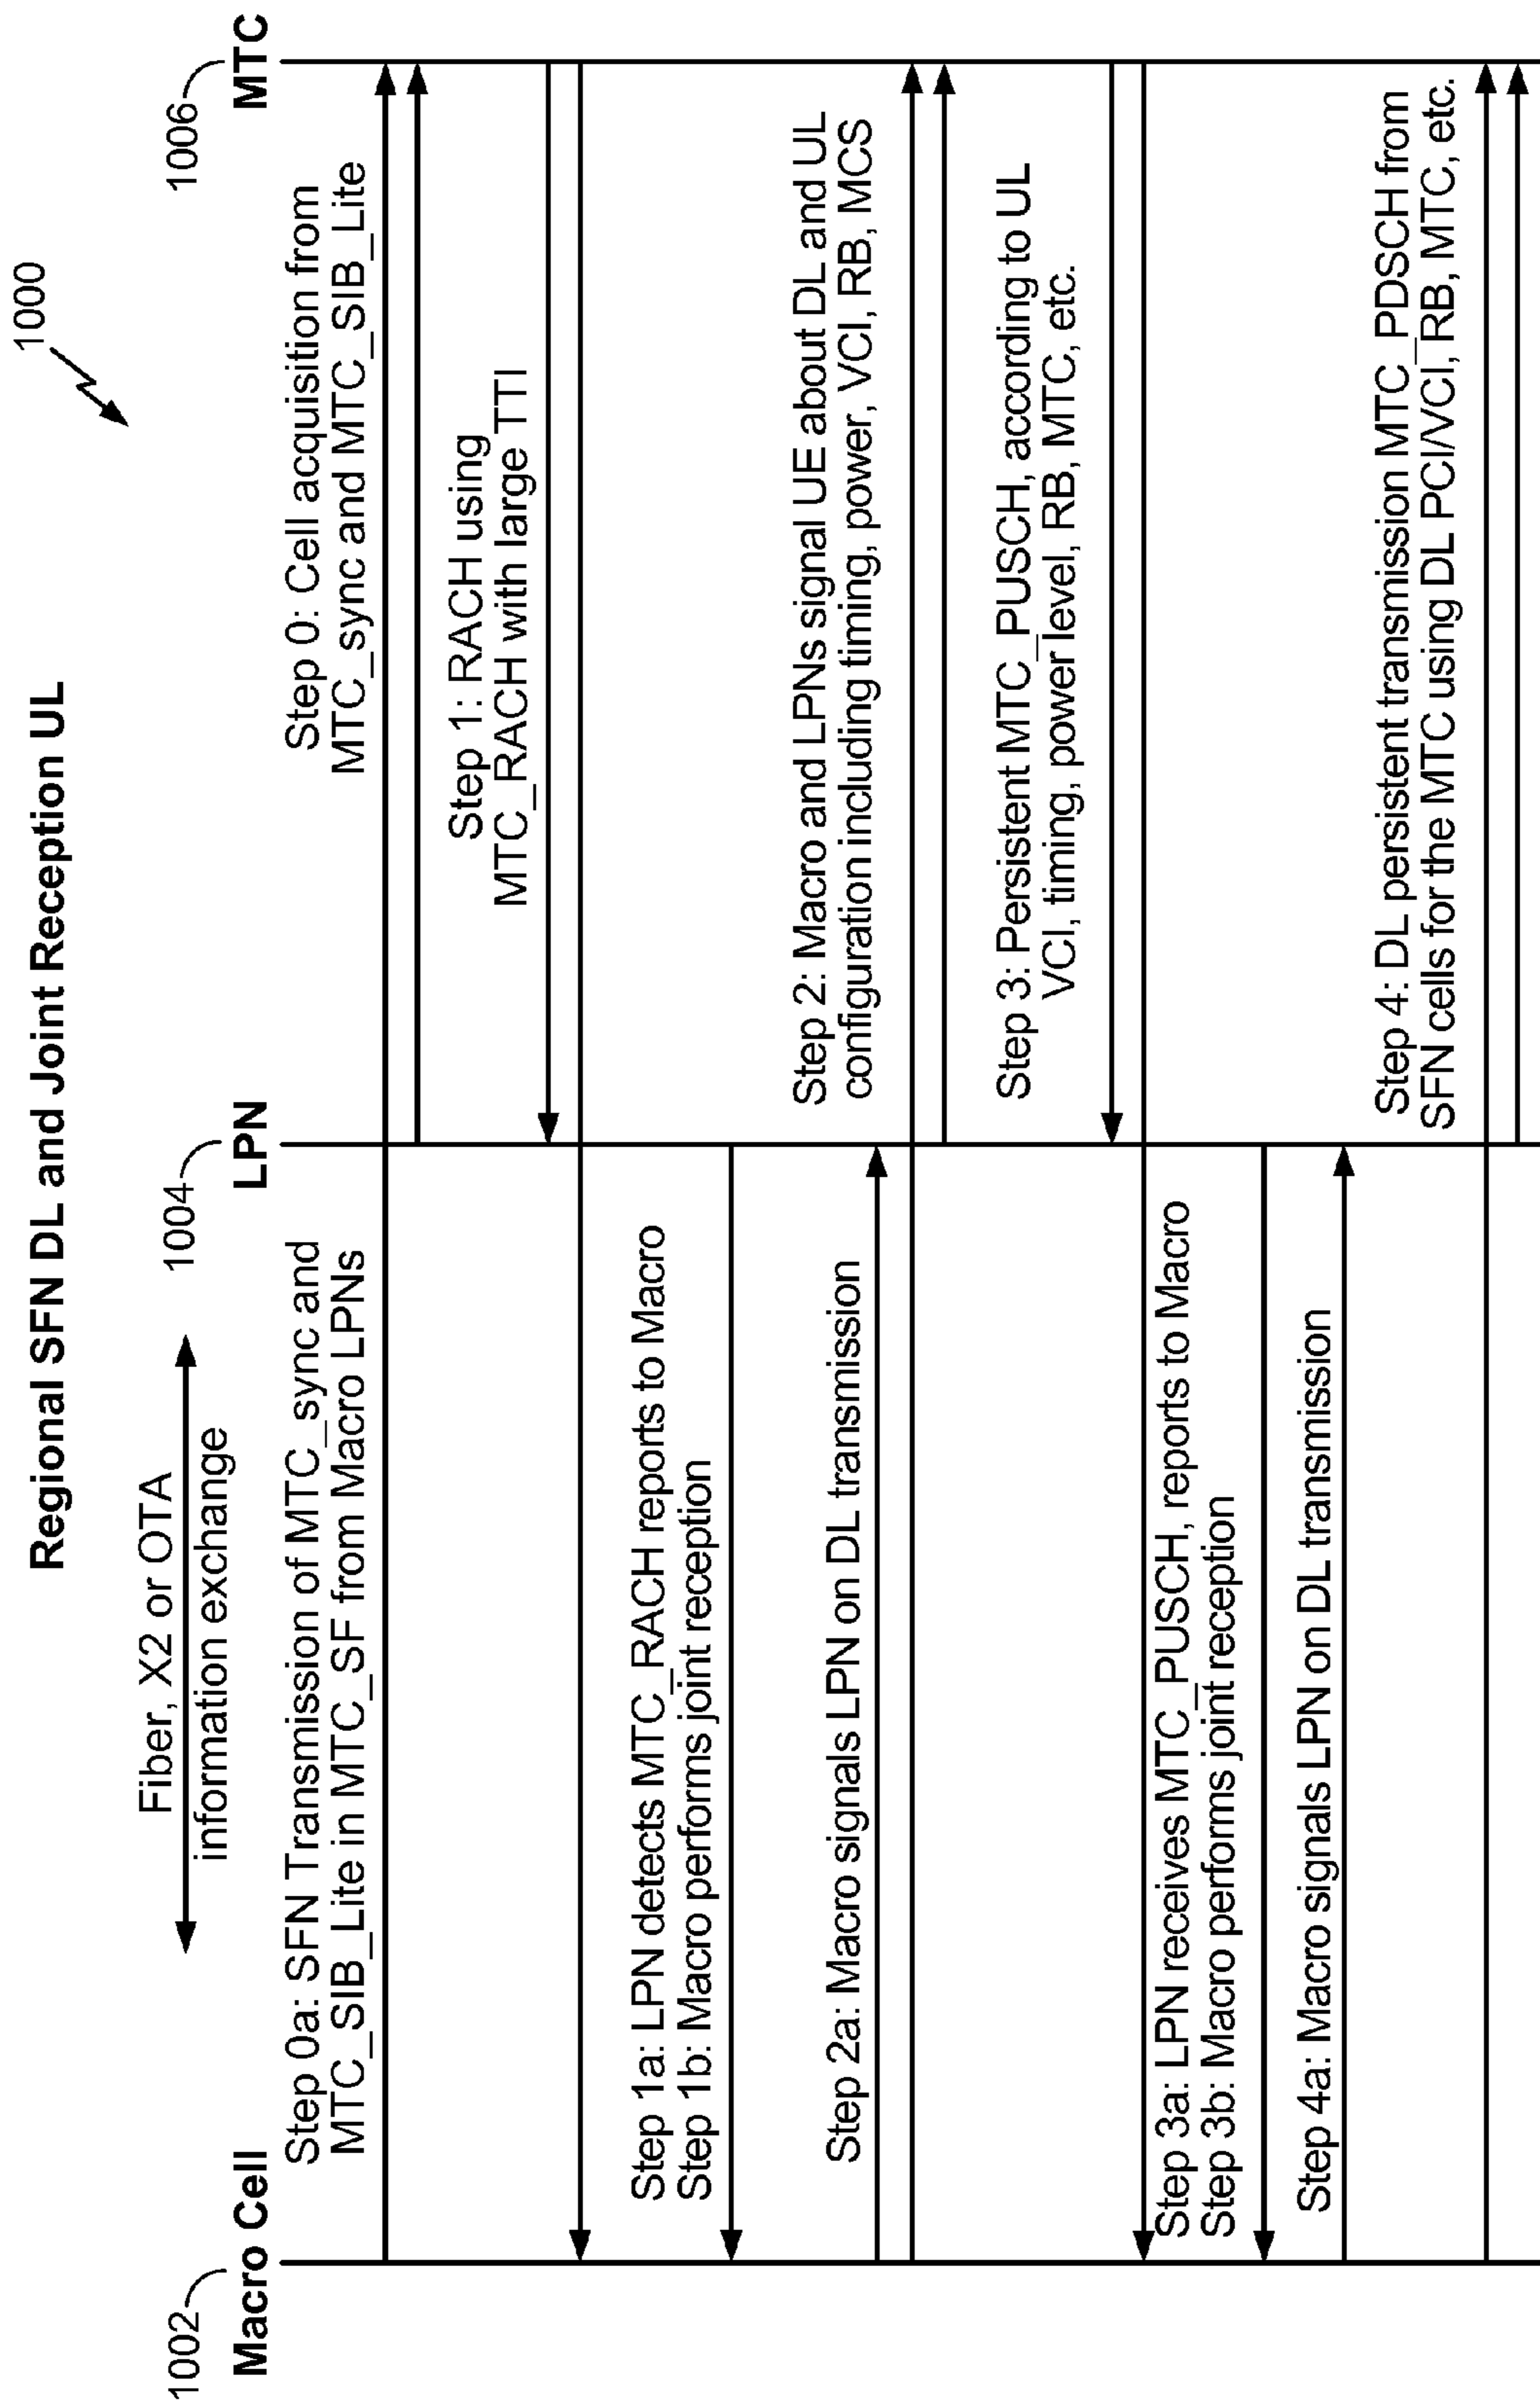 Regional SFN DL and Joint Reception UL
1000
Fiber, X2 or OTA
information exchange
1002
Macro Cell
1004
LPN
1006
MTC
Step 0a: SFN Transmission of MTC_sync and
MTC_SIB_Lite in MTC_SF from Macro LPNs
Step 0: Cell acquisition from
MTC_sync and MTC_SIB_Lite
Step 1: RACH using
MTC_RACH with large TTI
Step 1a: LPN detects MTC_RACH reports to Macro
Step 1b: Macro performs joint reception
Step 2a: Macro signals LPN on DL transmission
Step 2: Macro and LPNs signal UE about DL and UL
configuration including timing, power, VCI, RB, MCS
Step 3: Persistent MTC_PUSCH, according to UL
VCI, timing, power level, RB, MTC, etc.
Step 3a: LPN receives MTC_PUSCH, reports to Macro
Step 3b: Macro performs joint reception
Step 4a: Macro signals LPN on DL transmission
Step 4: DL persistent transmission MTC_PDSCH from
SFN cells for the MTC using DL PCI/VCI, RB, MTC, etc.